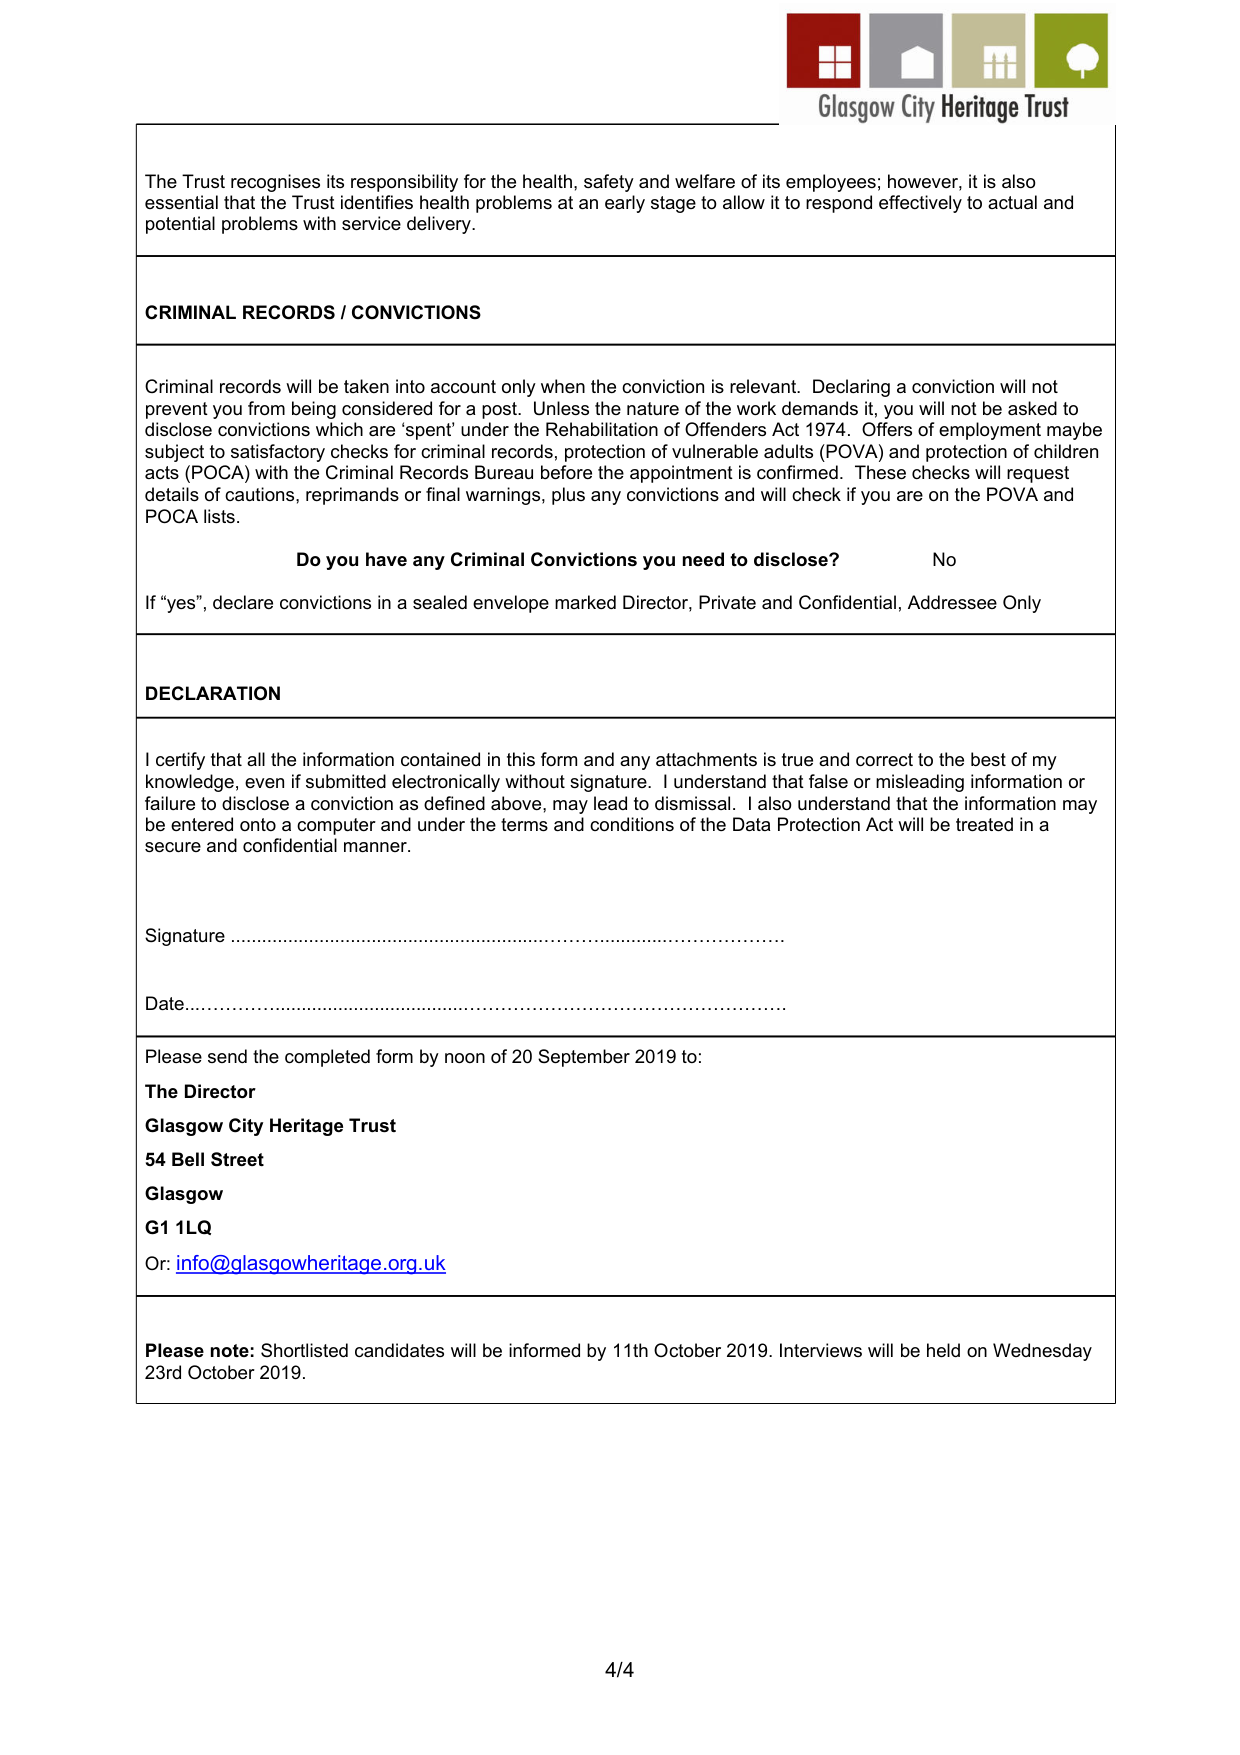 Glasgow City Heritage Trust
The Trust recognises its responsibility for the health, safety and welfare of its employees; however, it is also
essential that the Trust identifies health problems at an early stage to allow it to respond effectively to actual and
potential problems with service delivery.
CRIMINAL RECORDS / CONVICTIONS
Criminal records will be taken into account only when the conviction is relevant.  Declaring a conviction will not
prevent you from being considered for a post.  Unless the nature of the work demands it, you will not be asked to
disclose convictions which are ‘spent’ under the Rehabilitation of Offenders Act 1974.  Offers of employment maybe
subject to satisfactory checks for criminal records, protection of vulnerable adults (POVA) and protection of children
acts (POCA) with the Criminal Records Bureau before the appointment is confirmed.  These checks will request
details of cautions, reprimands or final warnings, plus any convictions and will check if you are on the POVA and
POCA lists.
Do you have any Criminal Convictions you need to disclose? No
If “yes”, declare convictions in a sealed envelope marked Director, Private and Confidential, Addressee Only
DECLARATION
I certify that all the information contained in this form and any attachments is true and correct to the best of my
knowledge, even if submitted electronically without signature.  I understand that false or misleading information or
failure to disclose a conviction as defined above, may lead to dismissal.  I also understand that the information may
be entered onto a computer and under the terms and conditions of the Data Protection Act will be treated in a
secure and confidential manner.
Signature ............................................................……….............………………….
Date...…………....................................…………………………………………………….
Please send the completed form by noon of 20 September 2019 to:
The Director
Glasgow City Heritage Trust
54 Bell Street
Glasgow
G1 1LQ
Or: info@glasgowheritage.org.uk
Please note: Shortlisted candidates will be informed by 11th October 2019. Interviews will be held on Wednesday
23rd October 2019.
4/4